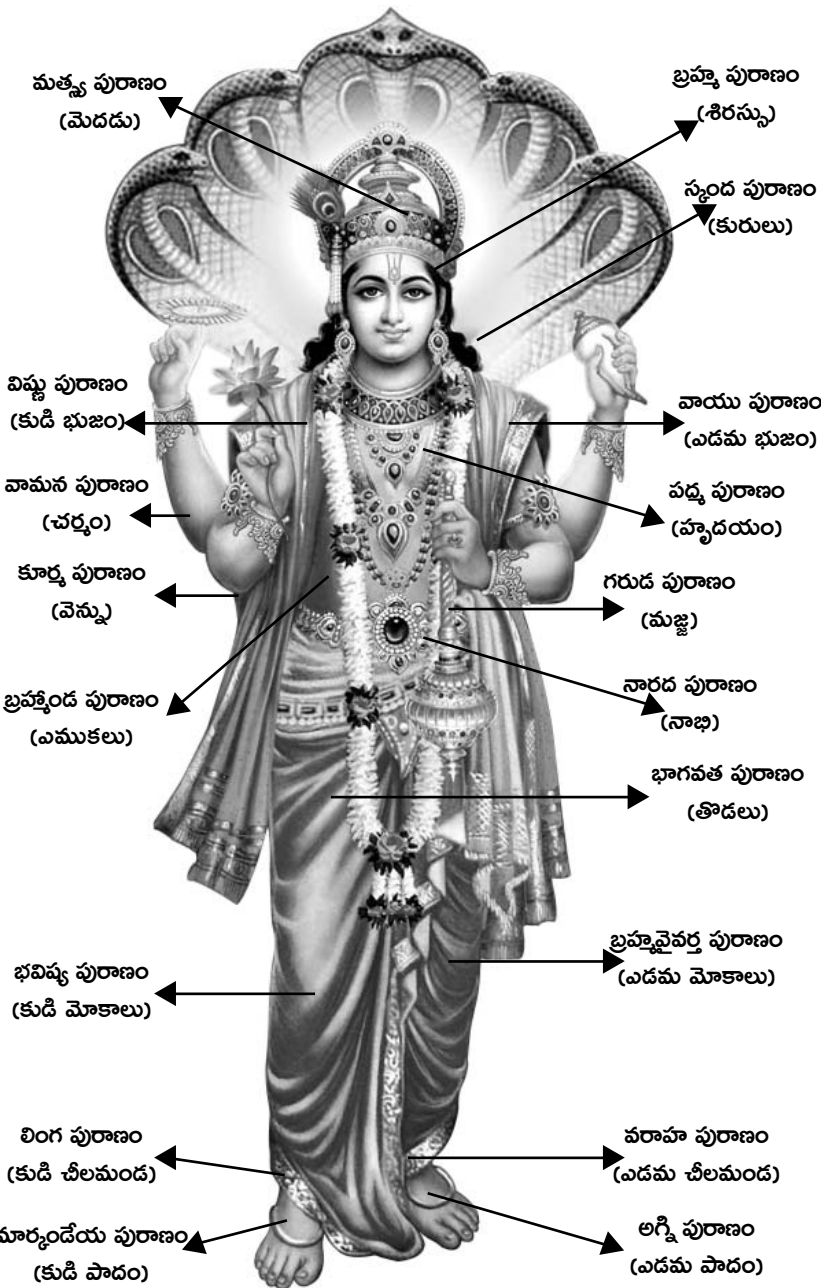 మత్స్య పురాణం
(మెదడు)
బ్రహ్మ పురాణం
(శిరస్సు)
స్కంద పురాణం
(కురులు)
విష్ణు పురాణం
(కుడి భుజం)
వాయు పురాణం
(ఎడమ భుజం)
వామన పురాణం
(చర్మం)
పద్మ పురాణం
(హృదయం)
కూర్మ పురాణం
(వెన్ను)
గరుడ పురాణం
(మజ్జ)
బ్రహ్మాండ పురాణం
(ఎముకలు)
నారద పురాణం
(నాభి)
భాగవత పురాణం
(తొడలు)
బ్రహ్మవైవర్త పురాణం
(ఎడమ మోకాలు)
భవిష్య పురాణం
(కుడి మోకాలు)
లింగ పురాణం
(కుడి చీలమండ)
వరాహ పురాణం
(ఎడమ చీలమండ)
మార్కండేయ పురాణం
(కుడి పాదం)
అగ్ని పురాణం
(ఎడమ పాదం)